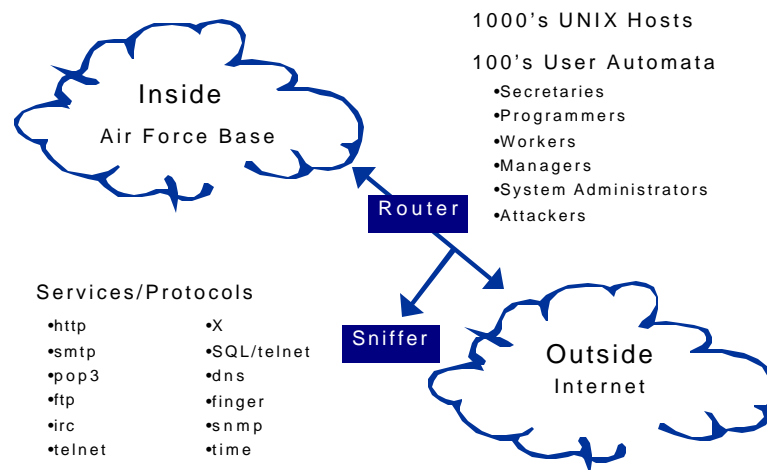 1000's UNIX Hosts
100's User Automata
•Secretaries
•Programmers
•Workers
•Managers
•System Administrators
•Attackers
Inside
Air Force Base
Router
Sniffer
Outside
Internet
Services/Protocols
•http
•smtp
•pop3
•ftp
•irc
•telnet
•X
•SQL/telnet
•dns
•finger
•snmp
•time